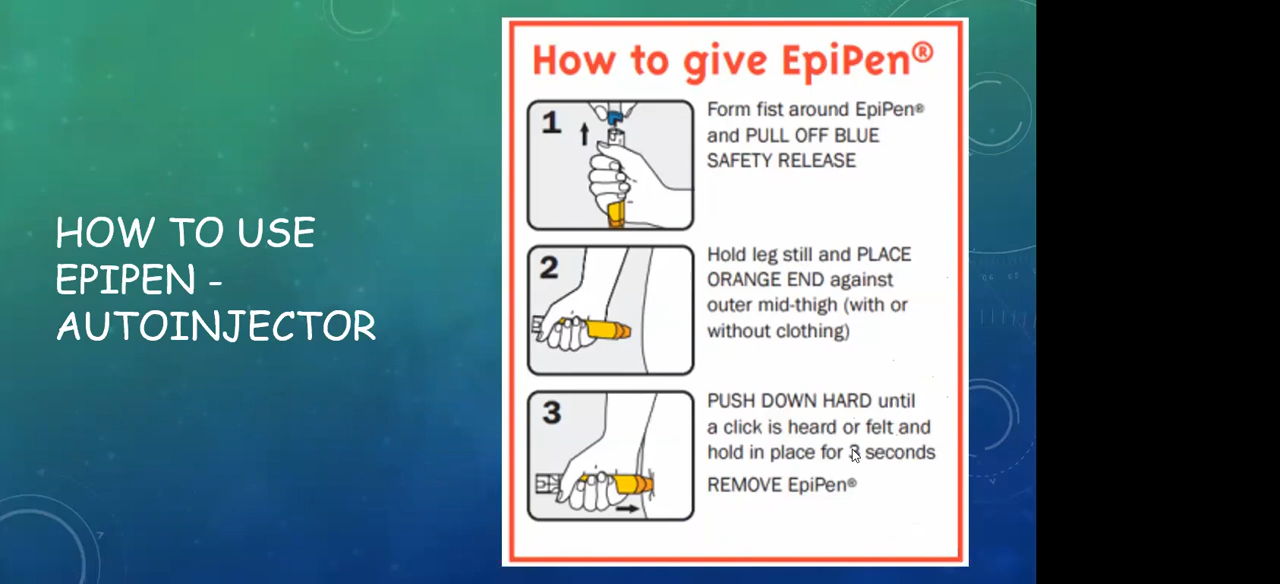 HOW TO USE
EPIPEN -
AUTOINJECTOR
How to give EpiPen®
1
Form fist around EpiPen®
and PULL OFF BLUE
SAFETY RELEASE
2
Hold leg still and PLACE
ORANGE END against
outer mid-thigh (with or
without clothing)
3
PUSH DOWN HARD until
a click is heard or felt and
hold in place for 3 seconds
REMOVE EpiPen®